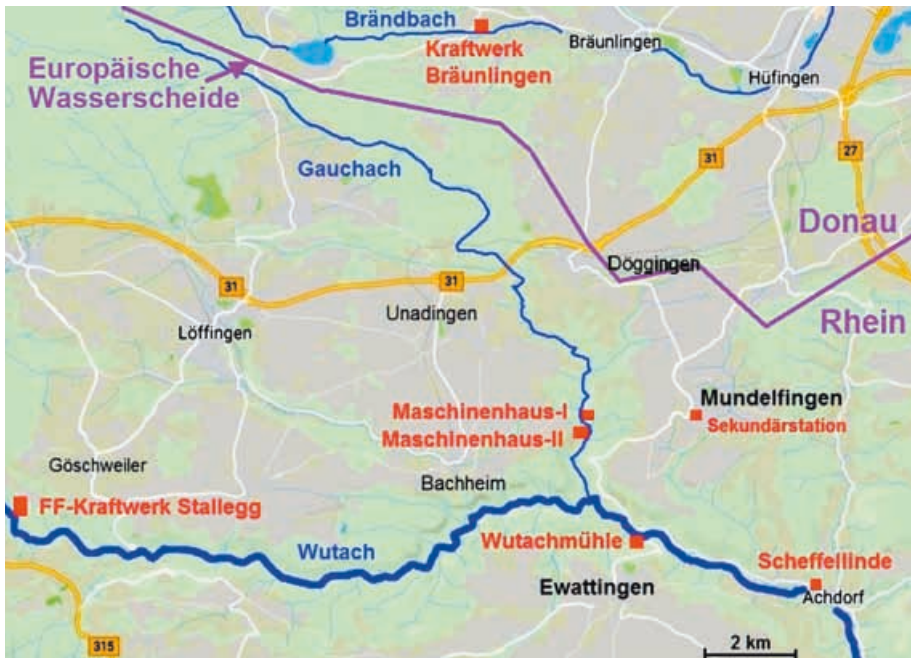 Brändbach
Kraftwerk
Bräunlingen
Bräunlingen
Europäische
Wasserscheide
Hüfingen
Gauchach
31
27
Donau
Döggingen
31
31
Unadingen
Rhein
Löffingen
Mundelfingen
Maschinenhaus-I
Sekundärstation
Maschinenhaus-II
Göschweiler
Bachheim
FF-Kraftwerk Stallegg
Wutach
Wutachmühle
Scheffellinde
Ewattingen
Achdorf
315
2 km